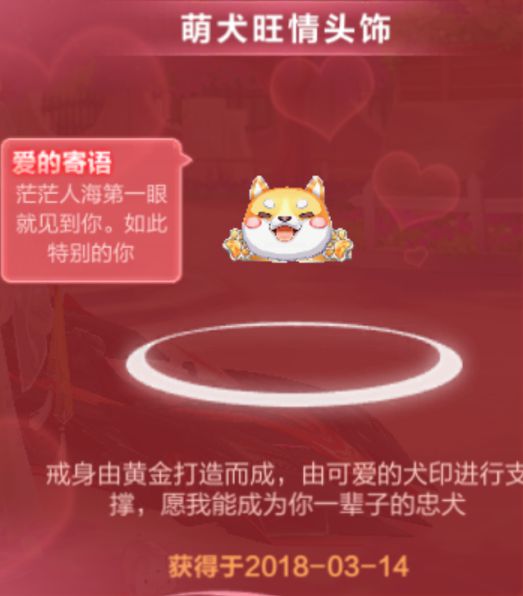 萌犬旺情头饰
爱的寄语
茫茫人海第一眼
就见到你。如此
特别的你
戒身由黄金打造而成，由可爱的犬印进行支
撑，愿我能成为你一辈子的忠犬
获得于2018-03-14